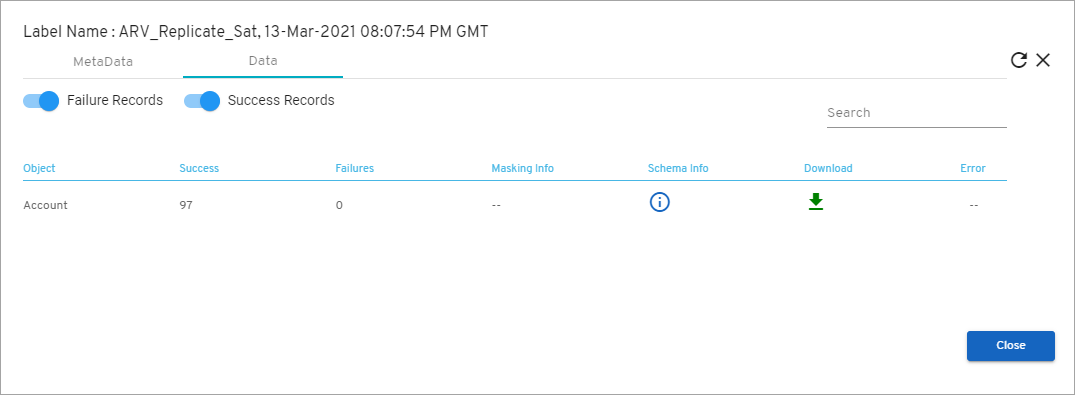 Label Name : ARV_Replicate_Sat, 13-Mar-2021 08:07:54 PM GMT
MetaData Data
Failure Records Success Records
Search
Object Success Failures Masking Info Schema Info Download Error
Account 97 0 -- --
Close